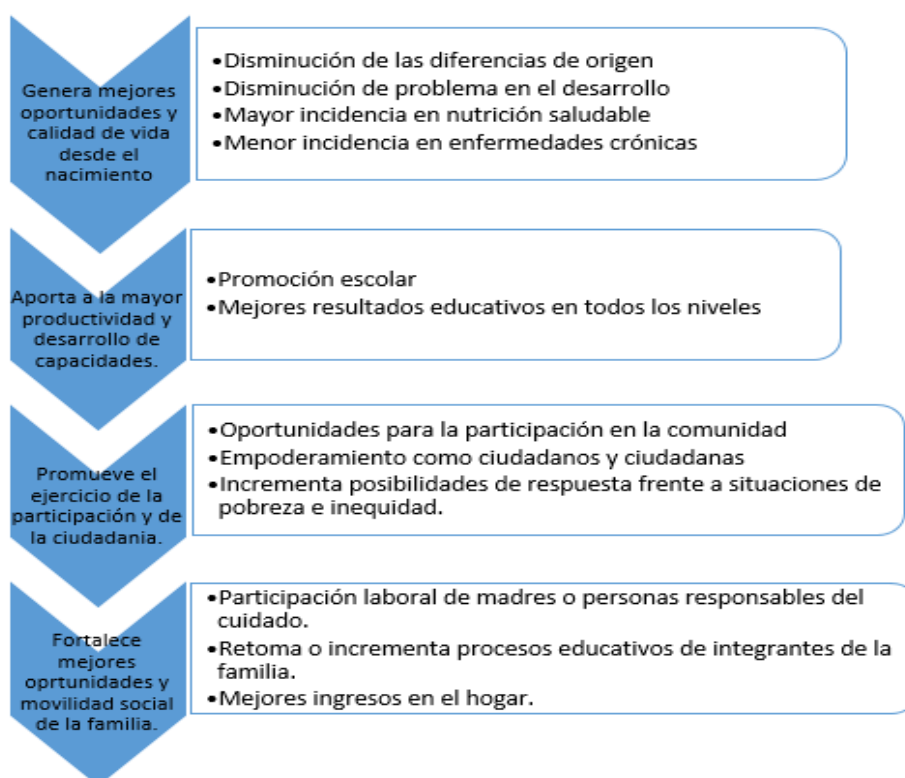 Genera mejores
oportunidades y
calidad de vida
desde el
nacimiento
•Disminución de las diferencias de origen
•Disminución de problema en el desarrollo
•Mayor incidencia en nutrición saludable
•Menor incidencia en enfermedades crónicas
Aporta a la mayor
productividad y
desarrollo de
capacidades.
•Promoción escolar
•Mejores resultados educativos en todos los niveles
Promueve el
ejercicio de la
participación y de
la ciudadania.
•Oportunidades para la participación en la comunidad
•Empoderamiento como ciudadanos y ciudadanas
•Incrementa posibilidades de respuesta frente a situaciones de
pobreza e inequidad.
Fortalece
mejores
oprtunidades y
movilidad social
de la familia.
•Participación laboral de madres o personas responsables del
cuidado.
•Retoma o incrementa procesos educativos de integrantes de la
familia.
•Mejores ingresos en el hogar.